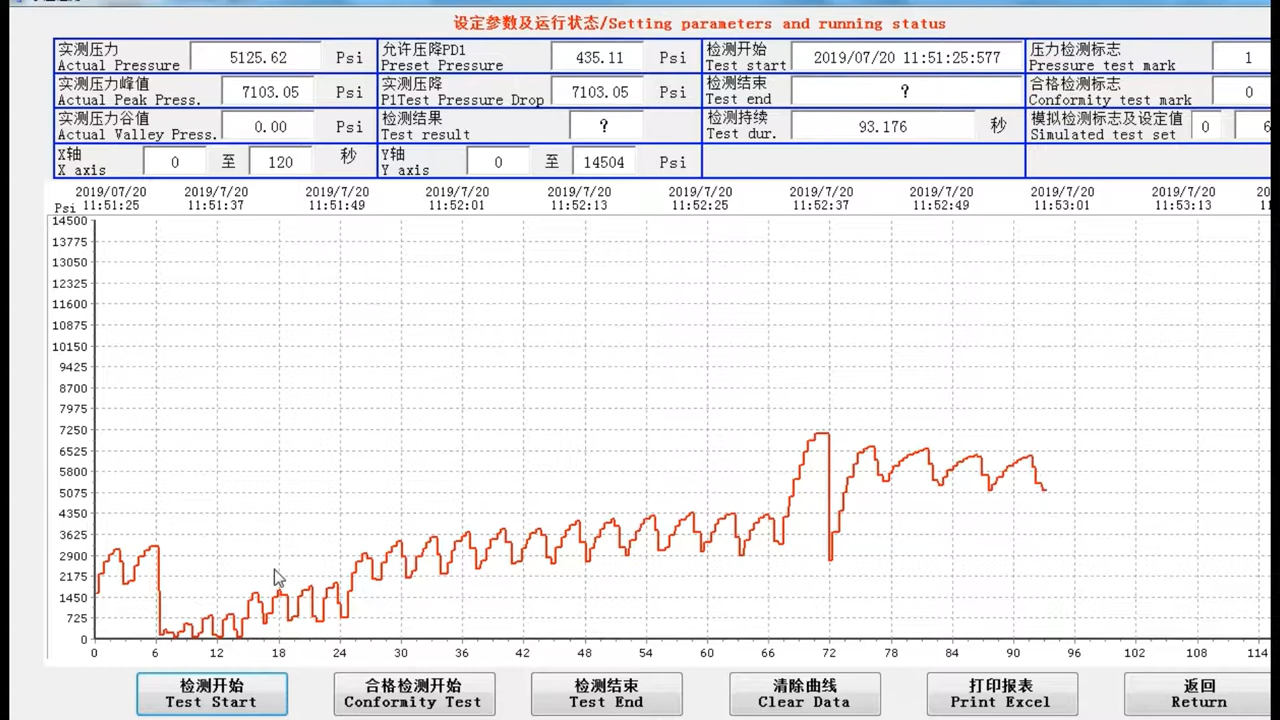 设定参数及运行状态/Setting parameters and running status
实测压力
Actual Pressure
5125.62
Psi
允许压降PD1
Preset Pressure
435.11
Psi
检测开始
Test start
2019/07/20 11:51:25:577
压力检测标志
Pressure test mark
1
实测压力峰值
Actual Peak Press.
7103.05
Psi
实测压降
P1Test Pressure Drop
7103.05
Psi
检测结束
Test end
?
合格检测标志
Conformity test mark
0
实测压力谷值
Actual Valley Press.
0.00
Psi
检测结果
Test result
?
检测持续
Test dur.
93.176
秒
模拟检测标志及设定值
Simulated test set
0
6
X轴
X axis
0
至
120
秒
Y轴
Y axis
0
至
14504
Psi
2019/7/20 2019/7/20 2019/7/20 2019/7/20 2019/7/20 2019/7/20 2019/7/20 2019/7/20 2019/7/20 2019/7/20
Psi 11:51:25 11:51:37 11:51:49 11:52:01 11:52:13 11:52:25 11:52:37 11:52:49 11:53:01 11:53:13
14500
13775
13050
12325
11600
10875
10150
9425
8700
7975
7250
6525
5800
5075
4350
3625
2900
2175
1450
725
0
0 6 12 18 24 30 36 42 48 54 60 66 72 78 84 90 96 102 108 114
检测开始
Test Start
合格检测开始
Conformity Test
检测结束
Test End
清除曲线
Clear Data
打印报表
Print Excel
返回
Return